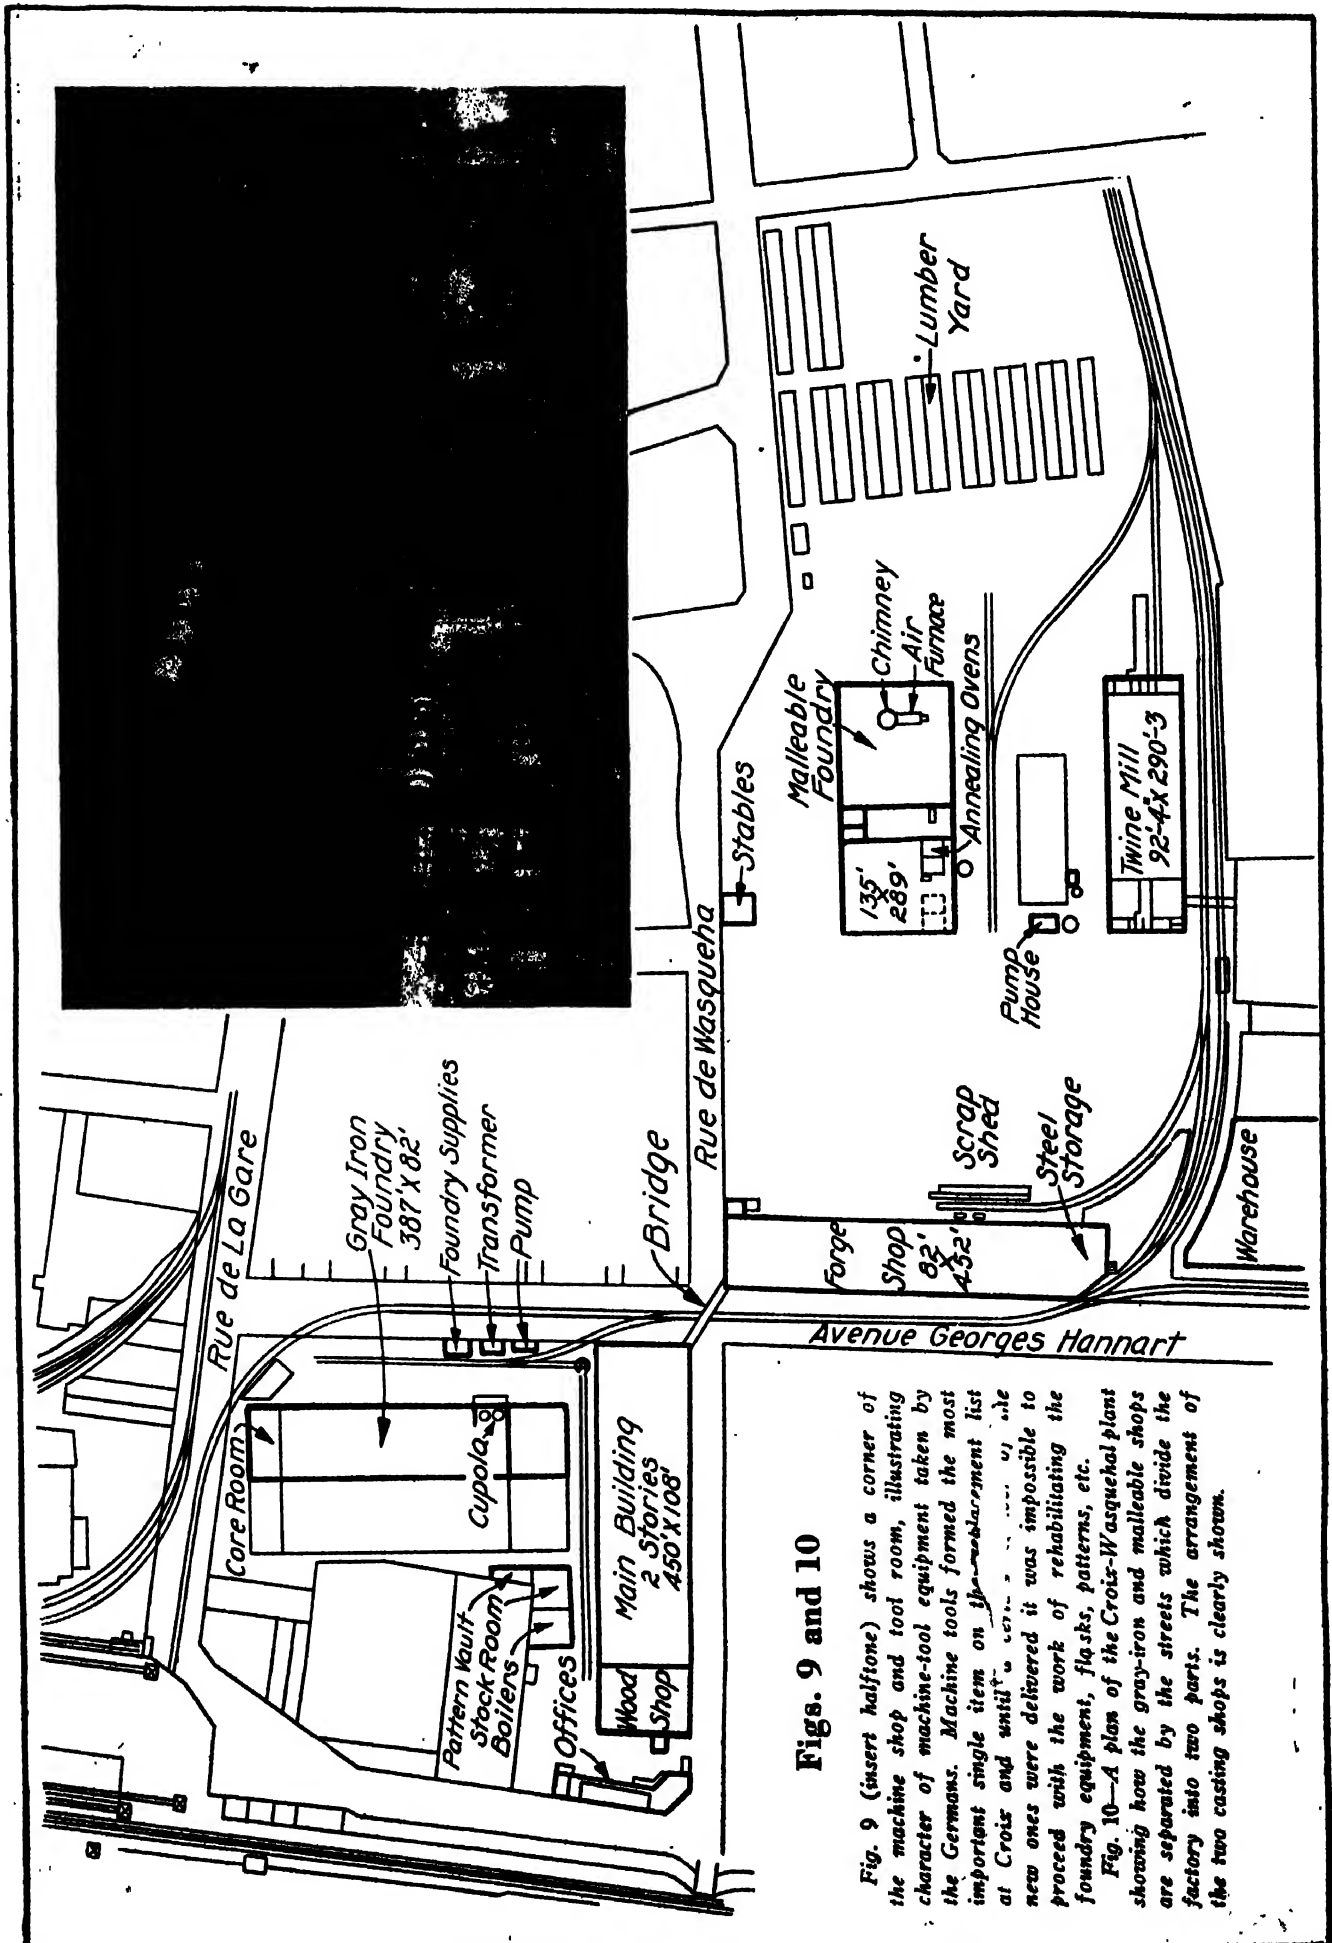 Rue de La Gare
Core Room
Gray Iron
Foundry
387' X 82'
Foundry Supplies
Transformer
Pump
Cupola
Pattern Vault
Stock Room
Boilers
Offices
Main Building
2 Stories
450' X 108'
Wood
Shop
Bridge
Rue de Wasqueha
Stables
Avenue Georges Hannart
Forge
Shop
82'
X
452'
Scrap
Shed
Steel
Storage
Warehouse
Pump
House
Malleable
Foundry
135'
X
289'
Chimney
Air
Furnace
Annealing Ovens
Twine Mill
92'-4" X 290'-3
Lumber
Yard
Figs. 9 and 10
Fig. 9 (insert halftone) shows a corner of
the machine shop and tool room, illustrating
character of machine-tool equipment taken by
the Germans. Machine tools formed the most
important single item on the replacement list
at Croix and until
new ones were delivered it was impossible to
proceed with the work of rehabilitating the
foundry equipment, flasks, patterns, etc.
Fig. 10—A plan of the Croix-Wasquehal plant
showing how the gray-iron and malleable shops
are separated by the streets which divide the
factory into two parts. The arrangement of
the two casting shops is clearly shown.